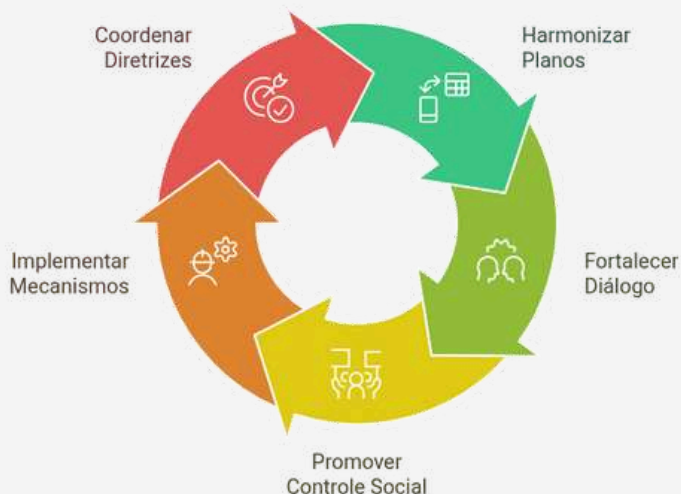 Coordenar
Diretrizes
Harmonizar
Planos
Implementar
Mecanismos
Fortalecer
Diálogo
Promover
Controle Social